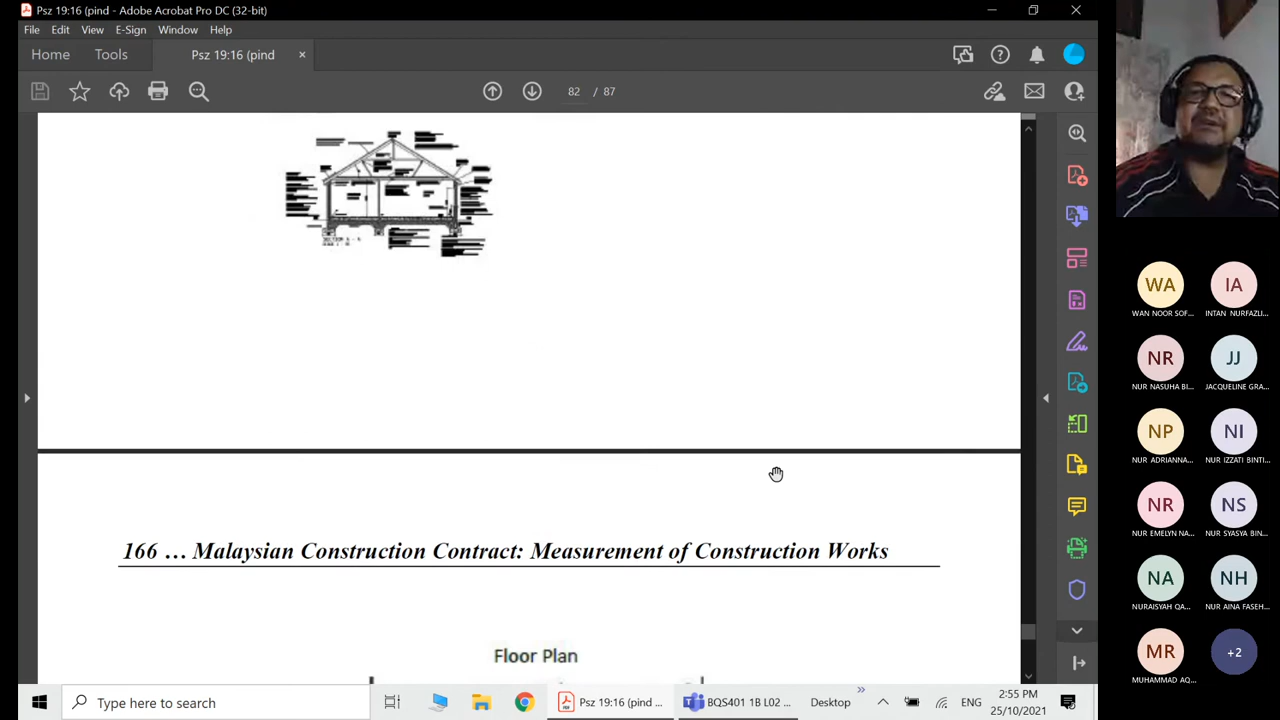 Psz 19:16 (pind - Adobe Acrobat Pro DC (32-bit)
File Edit View E-Sign Window Help
Home Tools Psz 19:16 (pind ×
82 / 87
166 … Malaysian Construction Contract: Measurement of Construction Works
Floor Plan
WA IA
WAN NOOR SOF... INTAN NURFAZLI...
NR JJ
NUR NASUHA BI... JACQUELINE GRA...
NP NI
NUR ADRIANNA... NUR IZZATI BINTI...
NR NS
NUR EMELYN NA... NUR SYASYA BIN...
NA NH
NURAISYAH QA... NUR AINA FASEH...
MR +2
MUHAMMAD AQ...
Type here to search
Psz 19:16 (pind ...
BQS401 1B L02 ...
Desktop
»
ENG
2:55 PM
25/10/2021